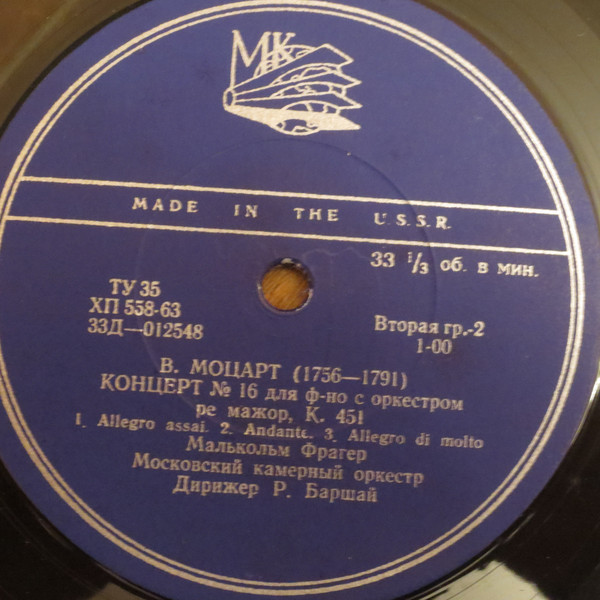 МК
MADE IN THE U.S.S.R.
33 ⅓ об. в мин.
ТУ 35
ХП 558-63
33Д—012548
Вторая гр.-2
1-00
В. МОЦАРТ (1756—1791)
КОНЦЕРТ № 16 для ф-но с оркестром
ре мажор, К. 451
1. Allegro assai. 2. Andante. 3. Allegro di molto
Малькольм Фрагер
Московский камерный оркестр
Дирижер Р. Баршай